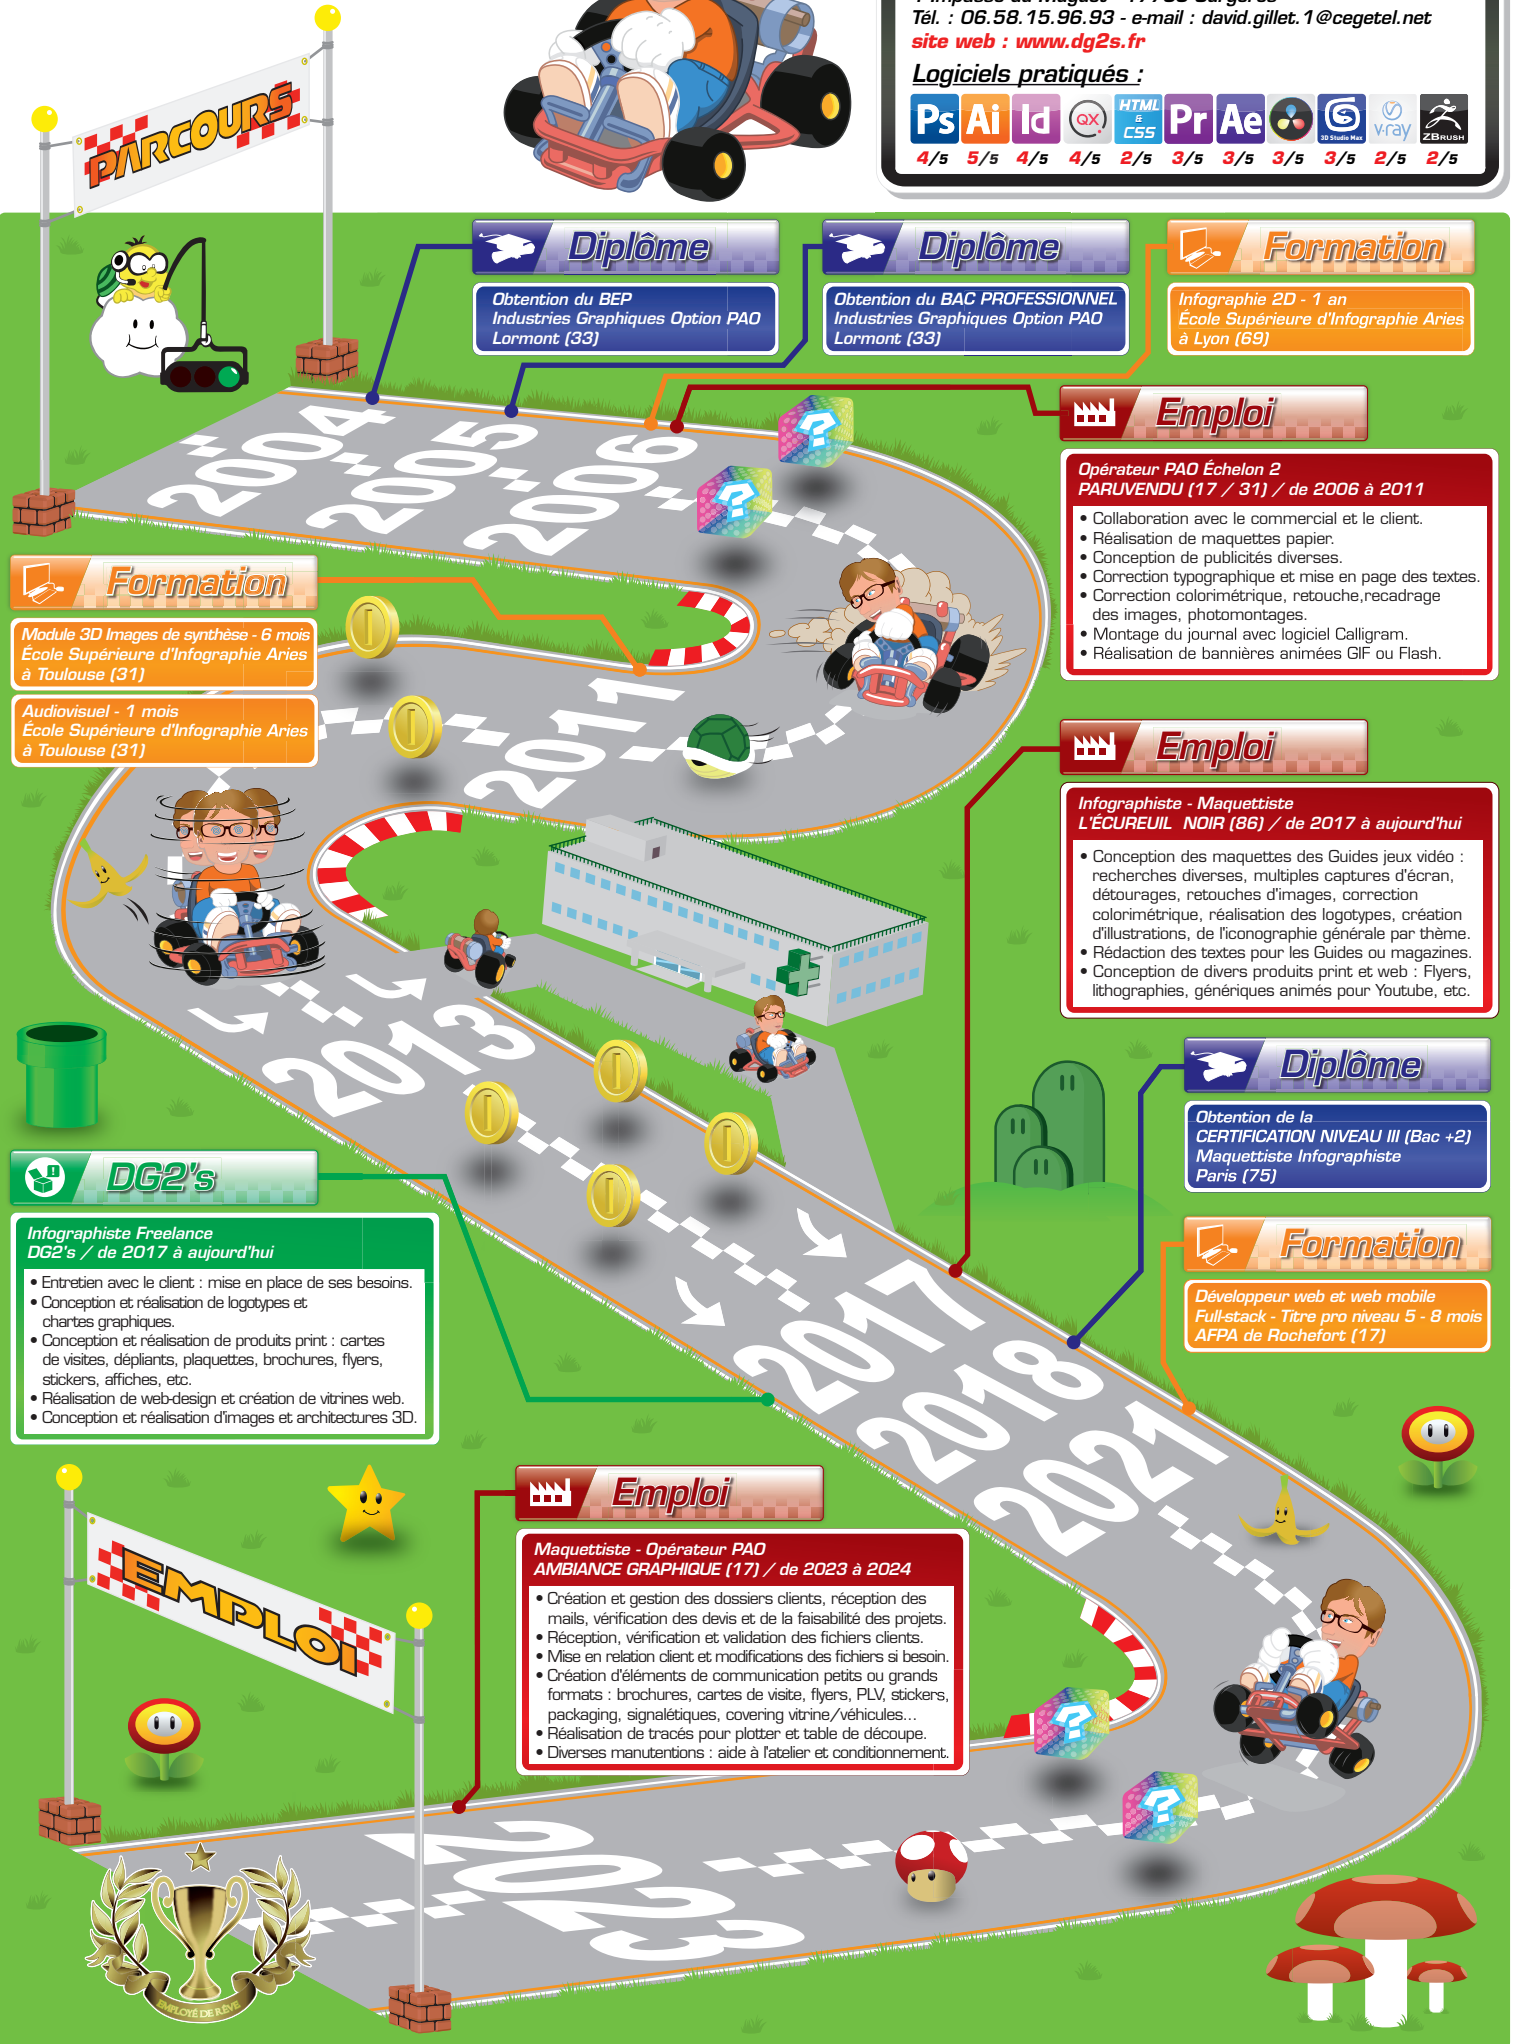 Tél. : 06.58.15.96.93 - e-mail : david.gillet.1@cegetel.net
site web : www.dg2s.fr
Logiciels pratiqués :
Ps Ai Id QX HTML & CSS Pr Ae 3D Studio Max v·ray ZBRUSH
4/5 5/5 4/5 4/5 2/5 3/5 3/5 3/5 3/5 2/5 2/5
PARCOURS
Diplôme
Obtention du BEP
Industries Graphiques Option PAO
Lormont (33)
Diplôme
Obtention du BAC PROFESSIONNEL
Industries Graphiques Option PAO
Lormont (33)
Formation
Infographie 2D - 1 an
École Supérieure d'Infographie Aries
à Lyon (69)
2004
2005
2006
Emploi
Opérateur PAO Échelon 2
PARUVENDU (17 / 31) / de 2006 à 2011
• Collaboration avec le commercial et le client.
• Réalisation de maquettes papier.
• Conception de publicités diverses.
• Correction typographique et mise en page des textes.
• Correction colorimétrique, retouche,recadrage
des images, photomontages.
• Montage du journal avec logiciel Calligram.
• Réalisation de bannières animées GIF ou Flash.
Formation
Module 3D Images de synthèse - 6 mois
École Supérieure d'Infographie Aries
à Toulouse (31)
Audiovisuel - 1 mois
École Supérieure d'Infographie Aries
à Toulouse (31)
2011
Emploi
Infographiste - Maquettiste
L'ÉCUREUIL NOIR (86) / de 2017 à aujourd'hui
• Conception des maquettes des Guides jeux vidéo :
recherches diverses, multiples captures d'écran,
détourages, retouches d'images, correction
colorimétrique, réalisation des logotypes, création
d'illustrations, de l'iconographie générale par thème.
• Rédaction des textes pour les Guides ou magazines.
• Conception de divers produits print et web : Flyers,
lithographies, génériques animés pour Youtube, etc.
2013
Diplôme
Obtention de la
CERTIFICATION NIVEAU III (Bac +2)
Maquettiste Infographiste
Paris (75)
DG2's
Infographiste Freelance
DG2's / de 2017 à aujourd'hui
• Entretien avec le client : mise en place de ses besoins.
• Conception et réalisation de logotypes et
chartes graphiques.
• Conception et réalisation de produits print : cartes
de visites, dépliants, plaquettes, brochures, flyers,
stickers, affiches, etc.
• Réalisation de web-design et création de vitrines web.
• Conception et réalisation d'images et architectures 3D.
Formation
Développeur web et web mobile
Full-stack - Titre pro niveau 5 - 8 mois
AFPA de Rochefort (17)
2017
2018
2021
Emploi
Maquettiste - Opérateur PAO
AMBIANCE GRAPHIQUE (17) / de 2023 à 2024
• Création et gestion des dossiers clients, réception des
mails, vérification des devis et de la faisabilité des projets.
• Réception, vérification et validation des fichiers clients.
• Mise en relation client et modifications des fichiers si besoin.
• Création d'éléments de communication petits ou grands
formats : brochures, cartes de visite, flyers, PLV, stickers,
packaging, signalétiques, covering vitrine/véhicules...
• Réalisation de tracés pour plotter et table de découpe.
• Diverses manutentions : aide à l'atelier et conditionnement.
EMPLOI
2023
EMPLOYÉ DE RÊVE